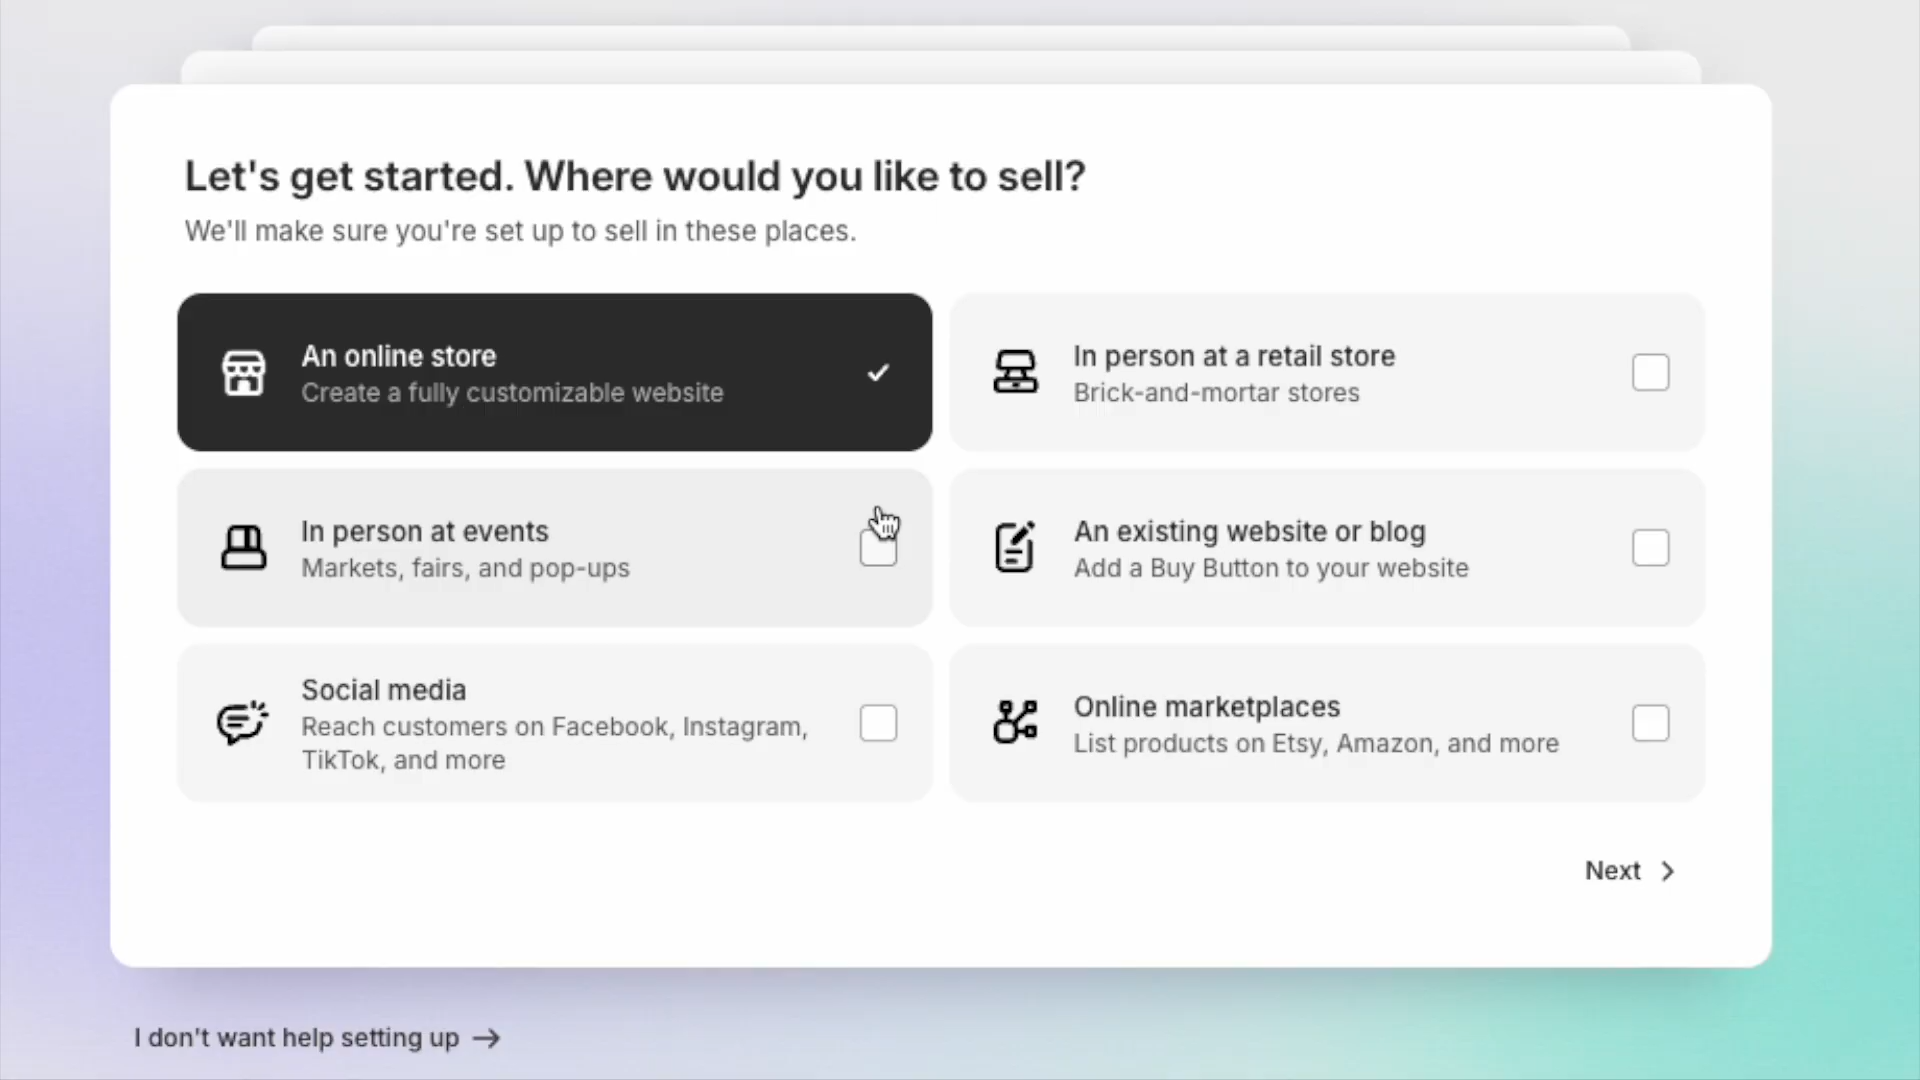 Let's get started. Where would you like to sell?
We'll make sure you're set up to sell in these places.
An online store
Create a fully customizable website
In person at a retail store
Brick-and-mortar stores
In person at events
Markets, fairs, and pop-ups
An existing website or blog
Add a Buy Button to your website
Social media
Reach customers on Facebook, Instagram,
TikTok, and more
Online marketplaces
List products on Etsy, Amazon, and more
Next
I don't want help setting up